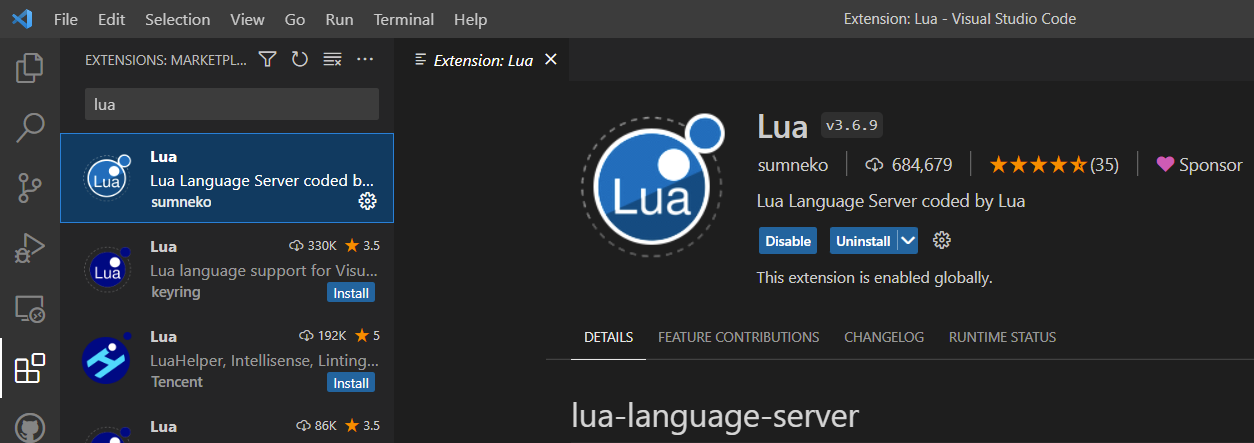 File Edit Selection View Go Run Terminal Help Extension: Lua - Visual Studio Code
EXTENSIONS: MARKETPL...
lua
Lua
Lua Language Server coded b...
sumneko
Lua
Lua 330K 3.5
Lua language support for Visu...
keyring Install
Lua
Lua 192K 5
LuaHelper, Intellisense, Linting...
Tencent Install
Lua 86K 3.5
Extension: Lua
Lua
Lua v3.6.9
sumneko 684,679 (35) Sponsor
Lua Language Server coded by Lua
Disable Uninstall
This extension is enabled globally.
DETAILS FEATURE CONTRIBUTIONS CHANGELOG RUNTIME STATUS
lua-language-server